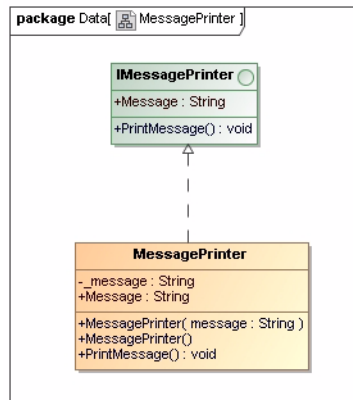 package Data[ MessagePrinter ]
IMessagePrinter
+Message : String
+PrintMessage() : void
MessagePrinter
-_message : String
+Message : String
+MessagePrinter( message : String )
+MessagePrinter()
+PrintMessage() : void